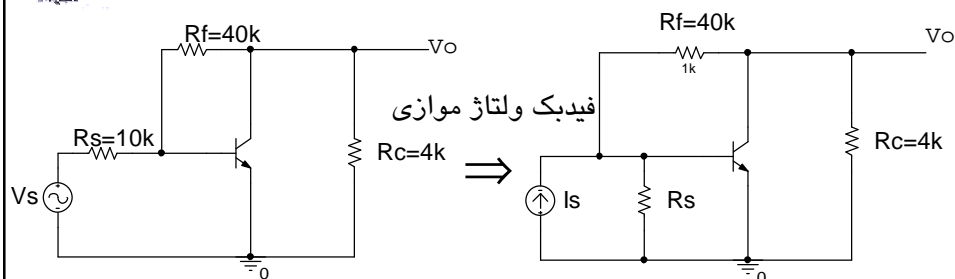 Rf=40k
Vo
Rs=10k
Rc=4k
Vs
0
فیدبک ولتاژ موازی
⇒
Rf=40k
1k
Vo
Rc=4k
Is
Rs
0